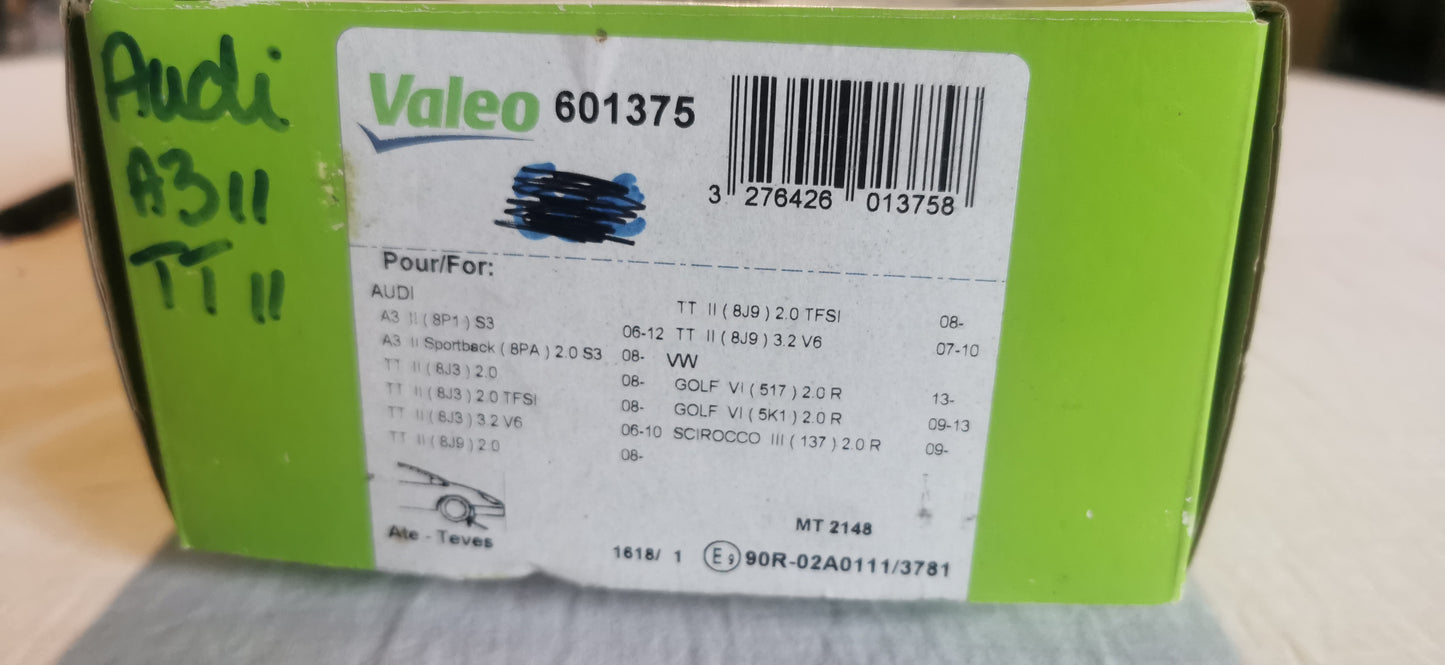 Audi
A3 II
TT II
Valeo 601375
3 276426 013758
Pour/For:
AUDI
A3 II ( 8P1 ) S3 06-12
A3 II Sportback ( 8PA ) 2.0 S3 08-
TT II ( 8J3 ) 2.0 08-
TT II ( 8J3 ) 2.0 TFSI 08-
TT II ( 8J3 ) 3.2 V6 06-10
TT II ( 8J9 ) 2.0 08-
TT II ( 8J9 ) 2.0 TFSI 08-
TT II ( 8J9 ) 3.2 V6 07-10
VW
GOLF VI ( 517 ) 2.0 R 13-
GOLF VI ( 5K1 ) 2.0 R 09-13
SCIROCCO III ( 137 ) 2.0 R 09-
Ate - Teves
MT 2148
1618/ 1 E9 90R-02A0111/3781